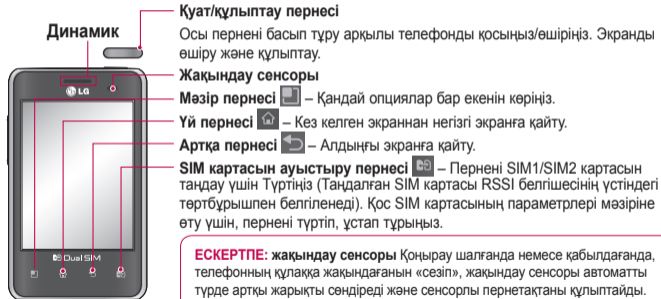 Қуат/құлыптау пернесі
Динамик
Осы пернені басып тұру арқылы телефонды қосыңыз/өшіріңіз. Экранды
өшіру және құлыптау.
Жақындау сенсоры
Мәзір пернесі – Қандай опциялар бар екенін көріңіз.
Үй пернесі – Кез келген экраннан негізгі экранға қайту.
Артқа пернесі – Алдыңғы экранға қайту.
SIM картасын ауыстыру пернесі – Пернені SIM1/SIM2 картасын
таңдау үшін Түртіңіз (Таңдалған SIM картасы RSSI белгішесінің үстіндегі
төртбұрышпен белгіленеді). Қос SIM картасының параметрлері мәзіріне
өту үшін, пернені түртіп, ұстап тұрыңыз.
LG
Dual SIM
ЕСКЕРТПЕ: жақындау сенсоры Қоңырау шалғанда немесе қабылдағанда,
телефонның құлаққа жақындағанын «сезіп», жақындау сенсоры автоматты
түрде артқы жарықты сөндіреді және сенсорлы пернетақтаны құлыптайды.